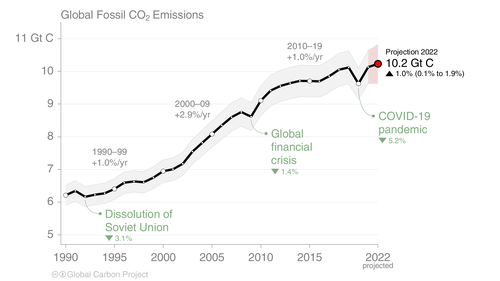 Global Fossil CO₂ Emissions
11 Gt C
10
9
8
7
6
5
1990
1995
2000
2005
2010
2015
2022
projected
1990–99
+1.0%/yr
2000–09
+2.9%/yr
2010–19
+1.0%/yr
Dissolution of
Soviet Union
▼3.1%
Global
financial
crisis
▼1.4%
COVID-19
pandemic
▼5.2%
Projection 2022
10.2 Gt C
▲ 1.0% (0.1% to 1.9%)
Global Carbon Project